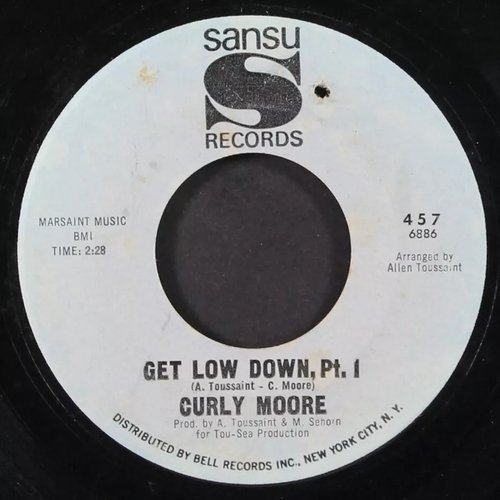 sansu
S
RECORDS
MARSAINT MUSIC
BMI
TIME: 2:28
457
6886
Arranged by
Allen Toussaint
GET LOW DOWN, Pt. 1
(A. Toussaint - C. Moore)
CURLY MOORE
Prod. by A. Toussaint & M. Sehorn
for Tou-Sea Production
DISTRIBUTED BY BELL RECORDS INC., NEW YORK CITY, N. Y.